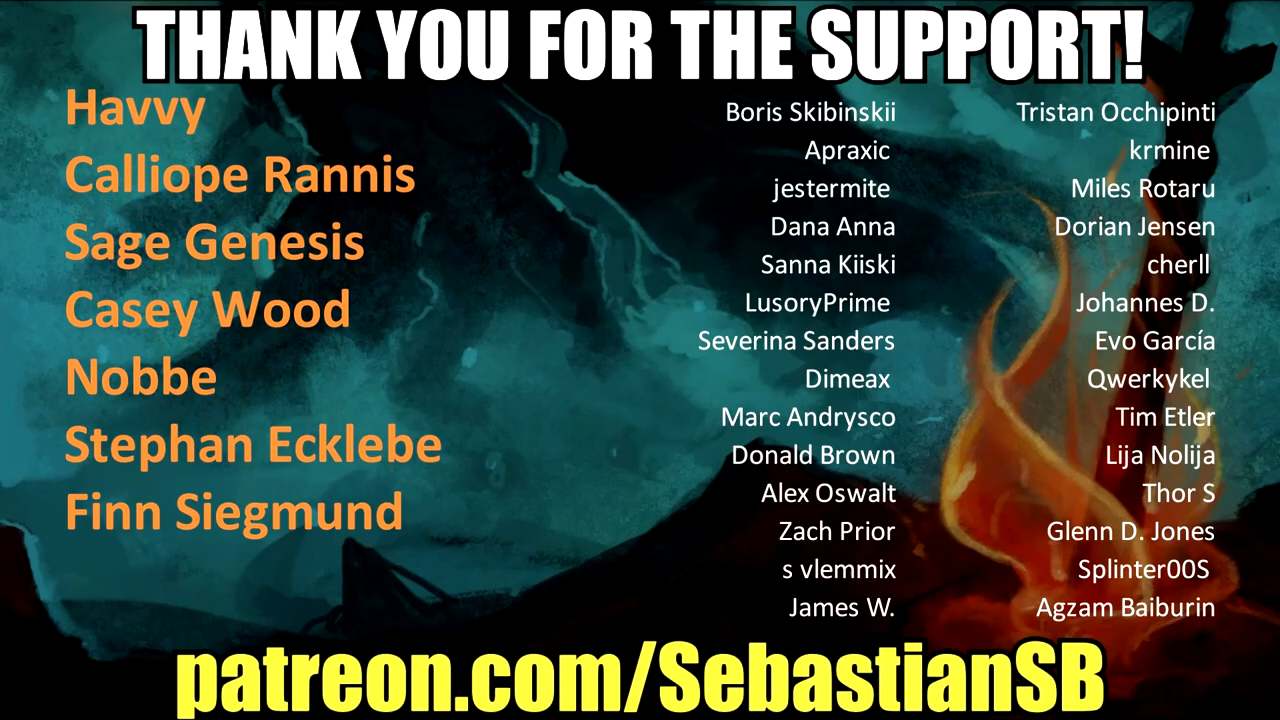 THANK YOU FOR THE SUPPORT!
Havvy
Calliope Rannis
Sage Genesis
Casey Wood
Nobbe
Stephan Ecklebe
Finn Siegmund
Boris Skibinskii
Apraxic
jestermite
Dana Anna
Sanna Kiiski
LusoryPrime
Severina Sanders
Dimeax
Marc Andrysco
Donald Brown
Alex Oswalt
Zach Prior
s vlemmix
James W.
Tristan Occhipinti
krmine
Miles Rotaru
Dorian Jensen
cherll
Johannes D.
Evo García
Qwerkykel
Tim Etler
Lija Nolija
Thor S
Glenn D. Jones
Splinter00S
Agzam Baiburin
patreon.com/SebastianSB